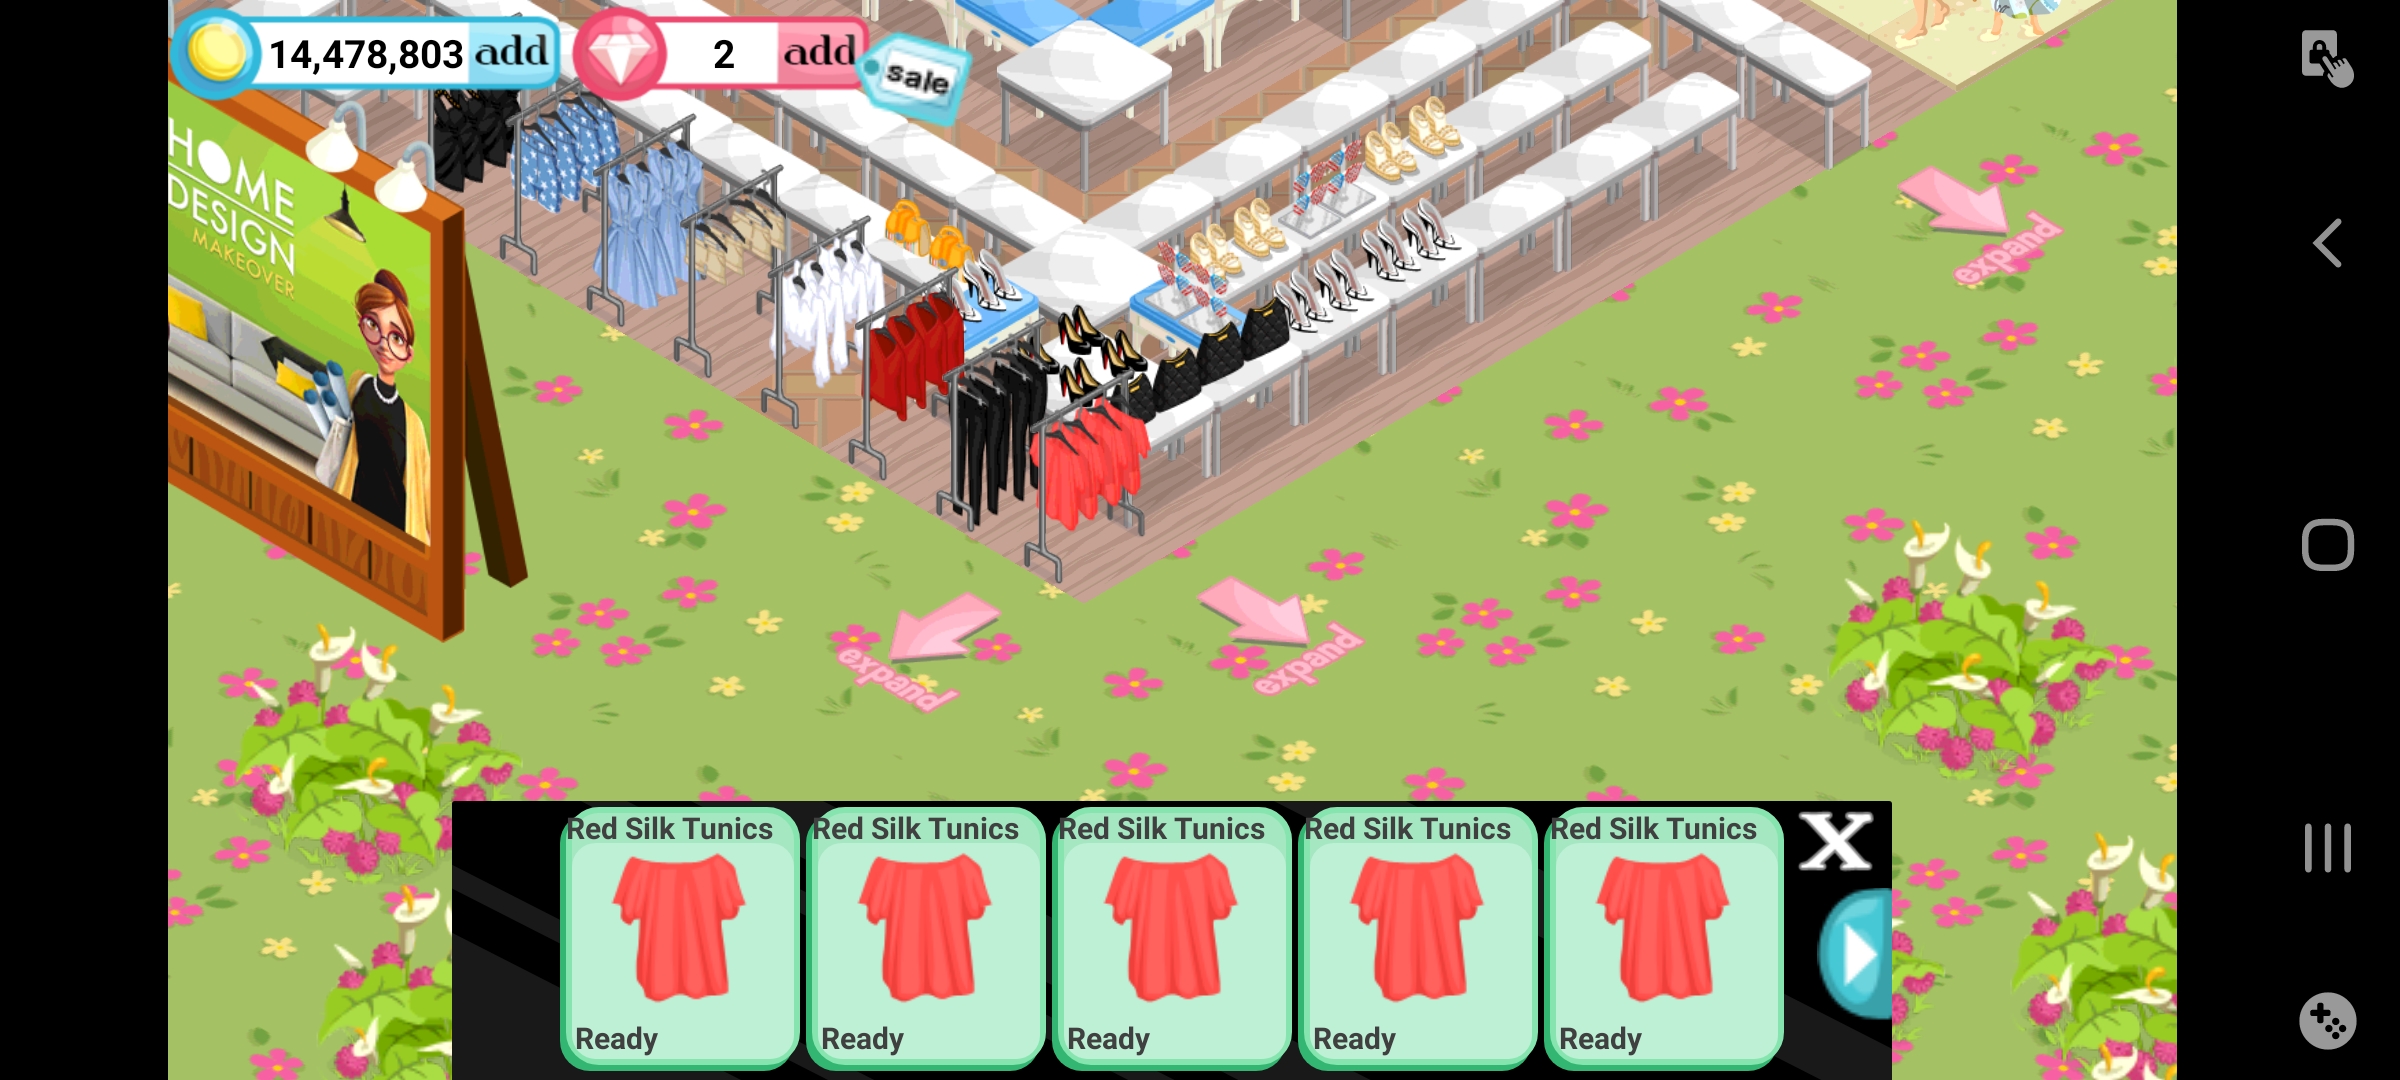 14,478,803 add
2 add
sale
HOME
DESIGN
MAKEOVER
expand
expand
expand
Red Silk Tunics
Ready
Red Silk Tunics
Ready
Red Silk Tunics
Ready
Red Silk Tunics
Ready
Red Silk Tunics
Ready
X